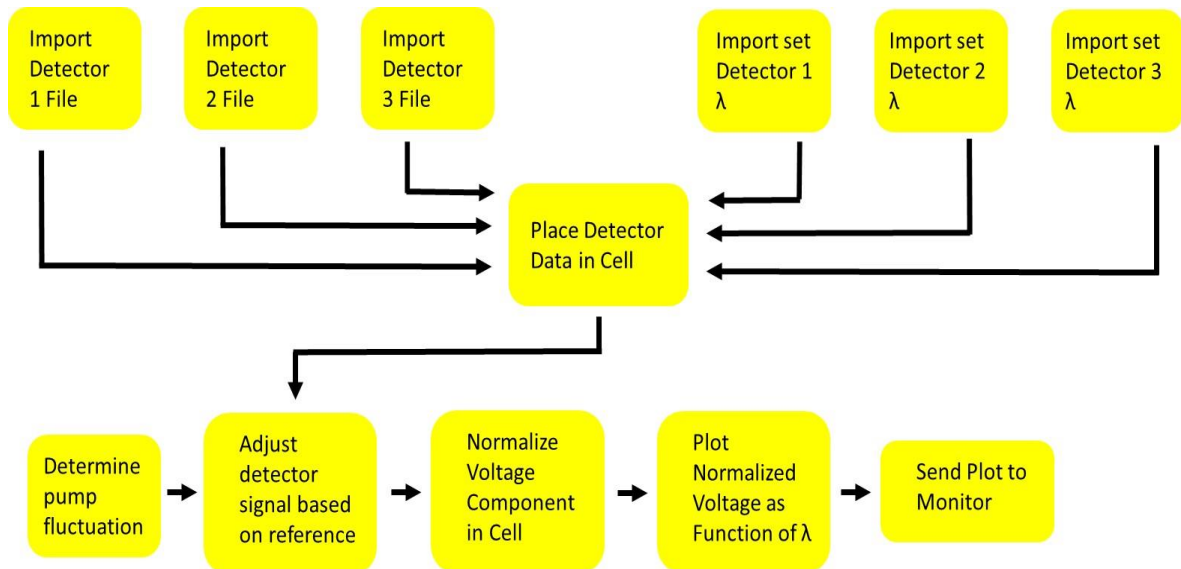 Import
Detector
1 File
Import
Detector
2 File
Import
Detector
3 File
Import set
Detector 1
λ
Import set
Detector 2
λ
Import set
Detector 3
λ
Place Detector
Data in Cell
Determine
pump
fluctuation
Adjust
detector
signal based
on reference
Normalize
Voltage
Component
in Cell
Plot
Normalized
Voltage as
Function of λ
Send Plot to
Monitor